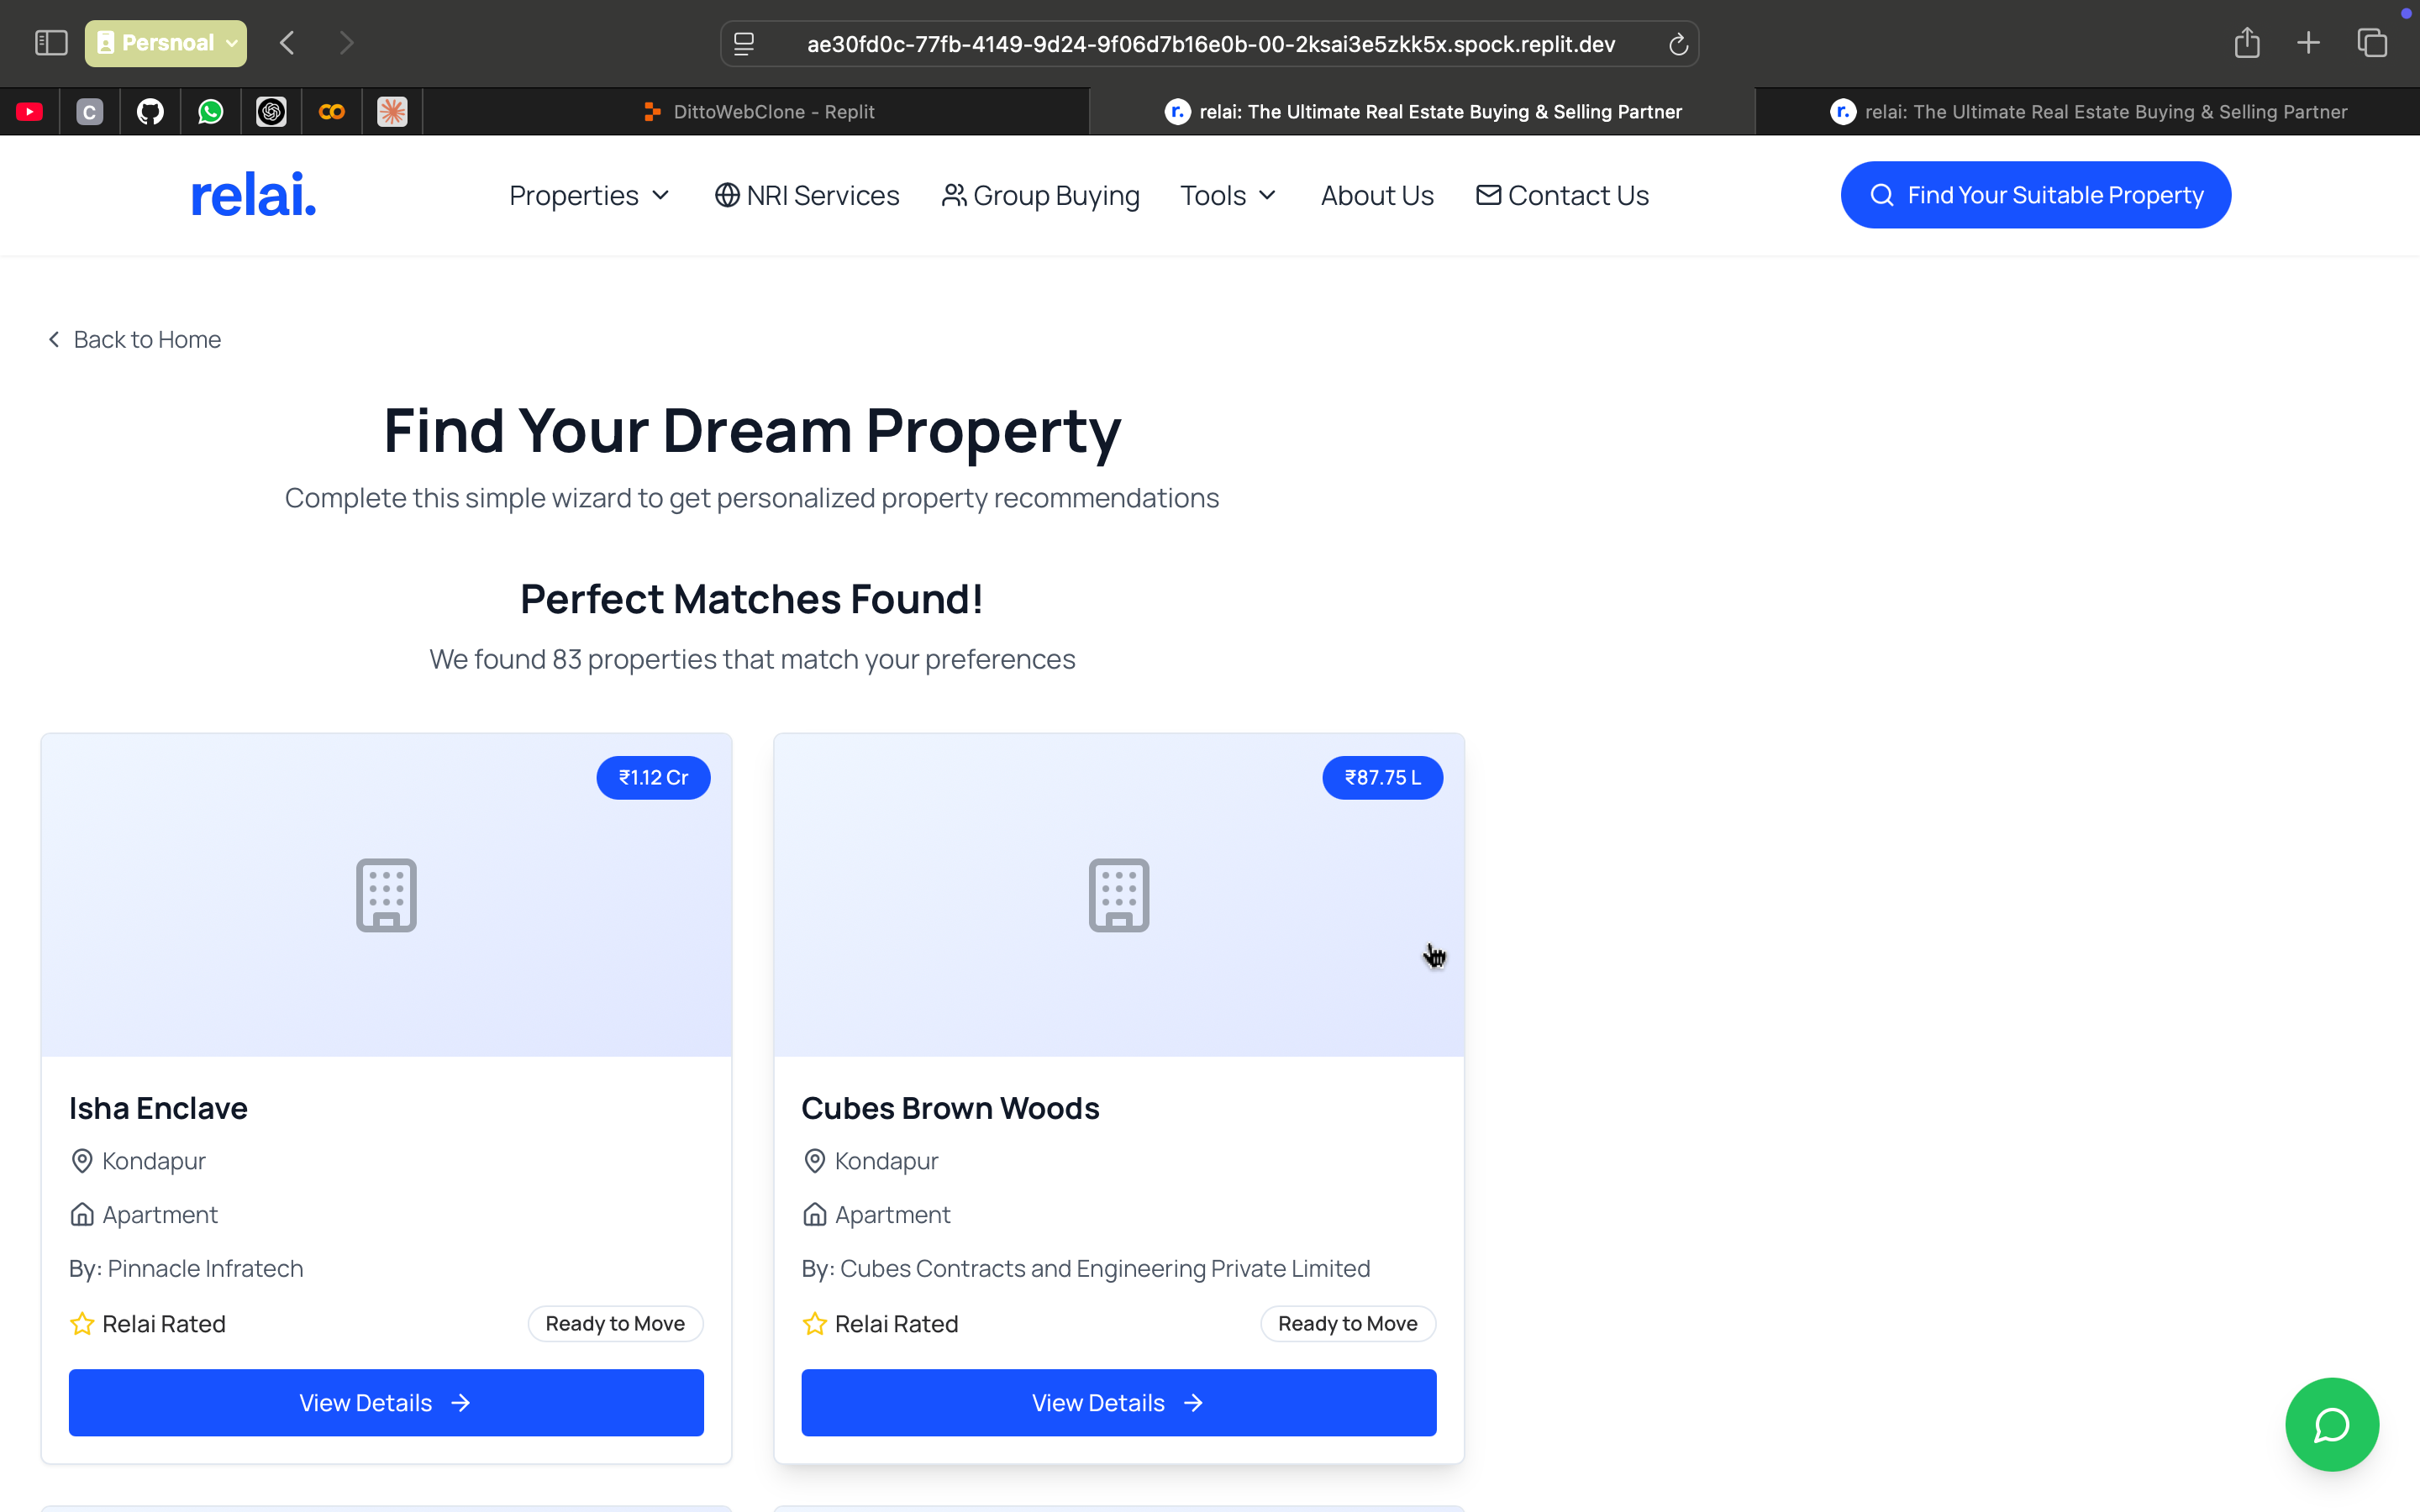 Persnoal
ae30fd0c-77fb-4149-9d24-9f06d7b16e0b-00-2ksai3e5zkk5x.spock.replit.dev
C
DittoWebClone – Replit
r. relai: The Ultimate Real Estate Buying & Selling Partner
r. relai: The Ultimate Real Estate Buying & Selling Partner
relai.
Properties
NRI Services
Group Buying
Tools
About Us
Contact Us
Find Your Suitable Property
Back to Home
Find Your Dream Property
Complete this simple wizard to get personalized property recommendations
Perfect Matches Found!
We found 83 properties that match your preferences
₹1.12 Cr
Isha Enclave
Kondapur
Apartment
By: Pinnacle Infratech
Relai Rated
Ready to Move
View Details
₹87.75 L
Cubes Brown Woods
Kondapur
Apartment
By: Cubes Contracts and Engineering Private Limited
Relai Rated
Ready to Move
View Details